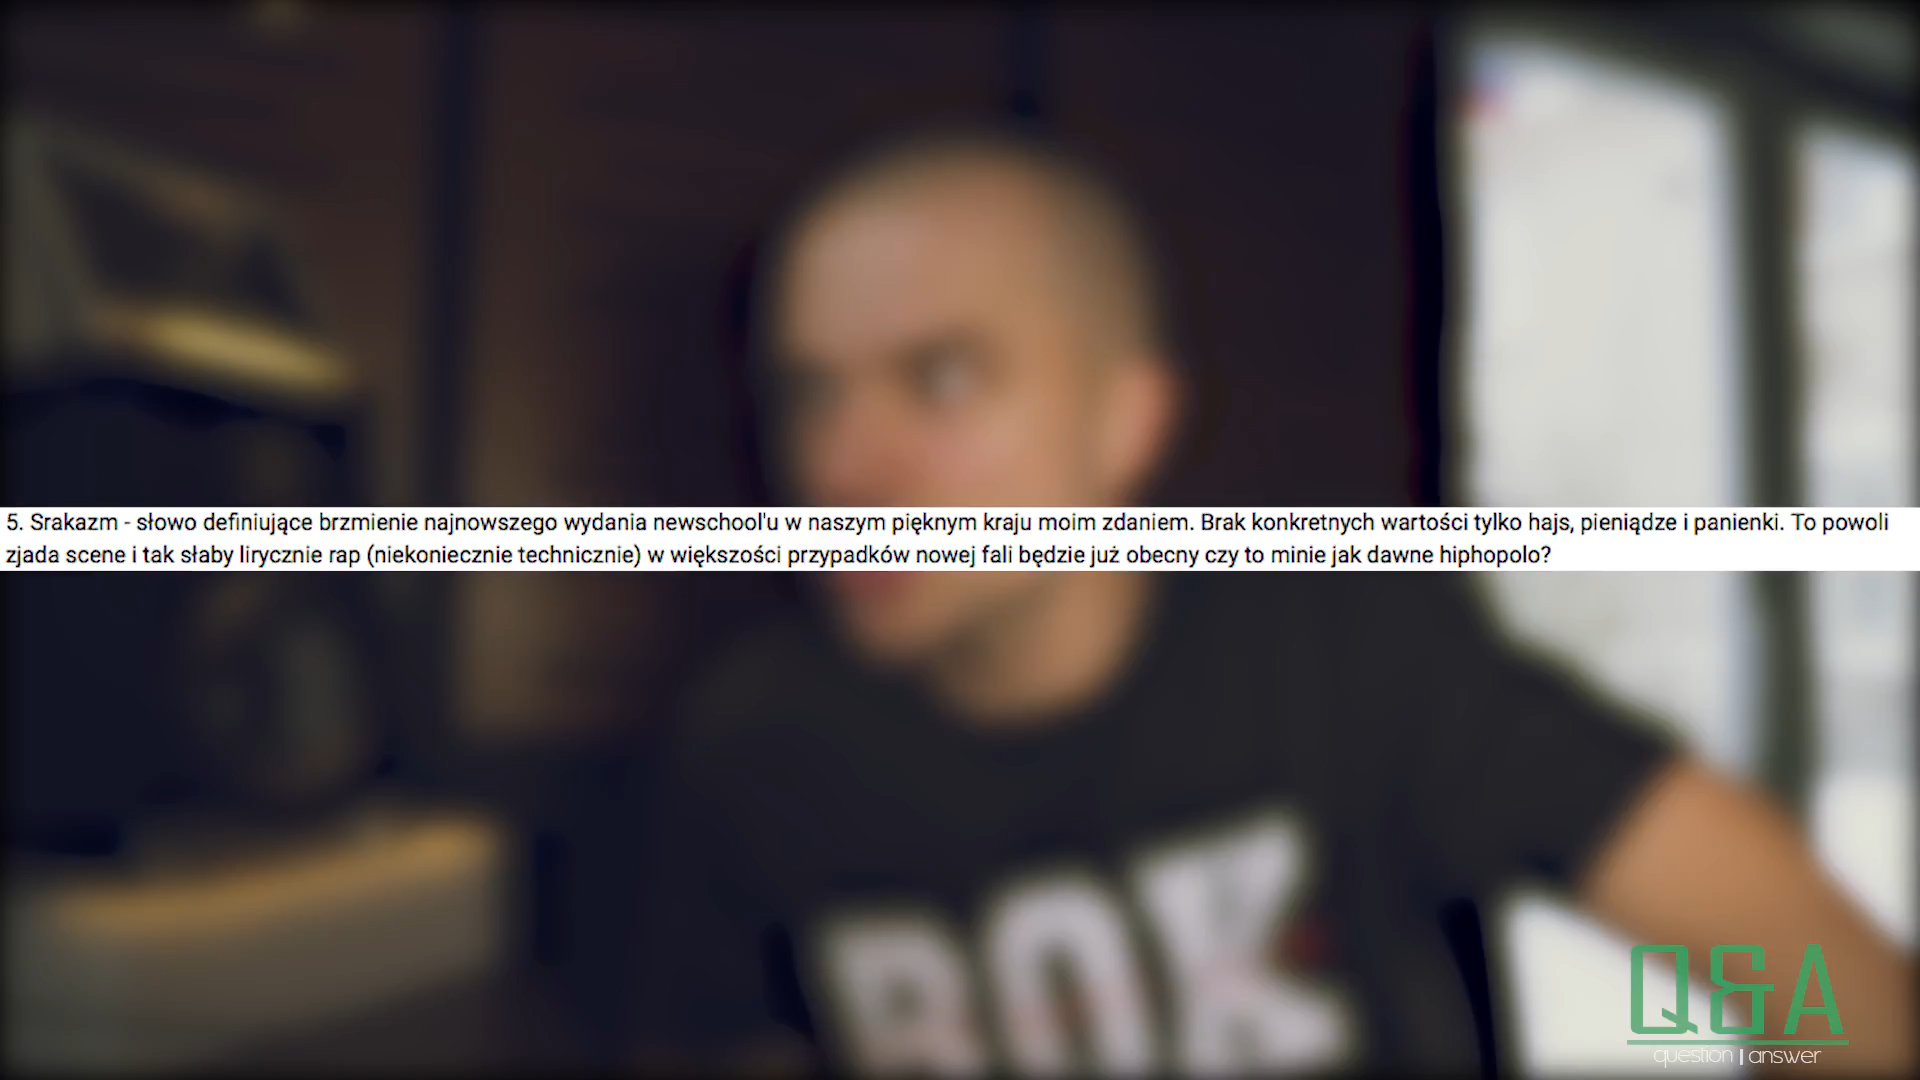 5. Srakazm - słowo definiujące brzmienie najnowszego wydania newschool'u w naszym pięknym kraju moim zdaniem. Brak konkretnych wartości tylko hajs, pieniądze i panienki. To powoli
zjada scene i tak słaby lirycznie rap (niekoniecznie technicznie) w większości przypadków nowej fali będzie już obecny czy to minie jak dawne hiphopolo?
Q&A
question | answer